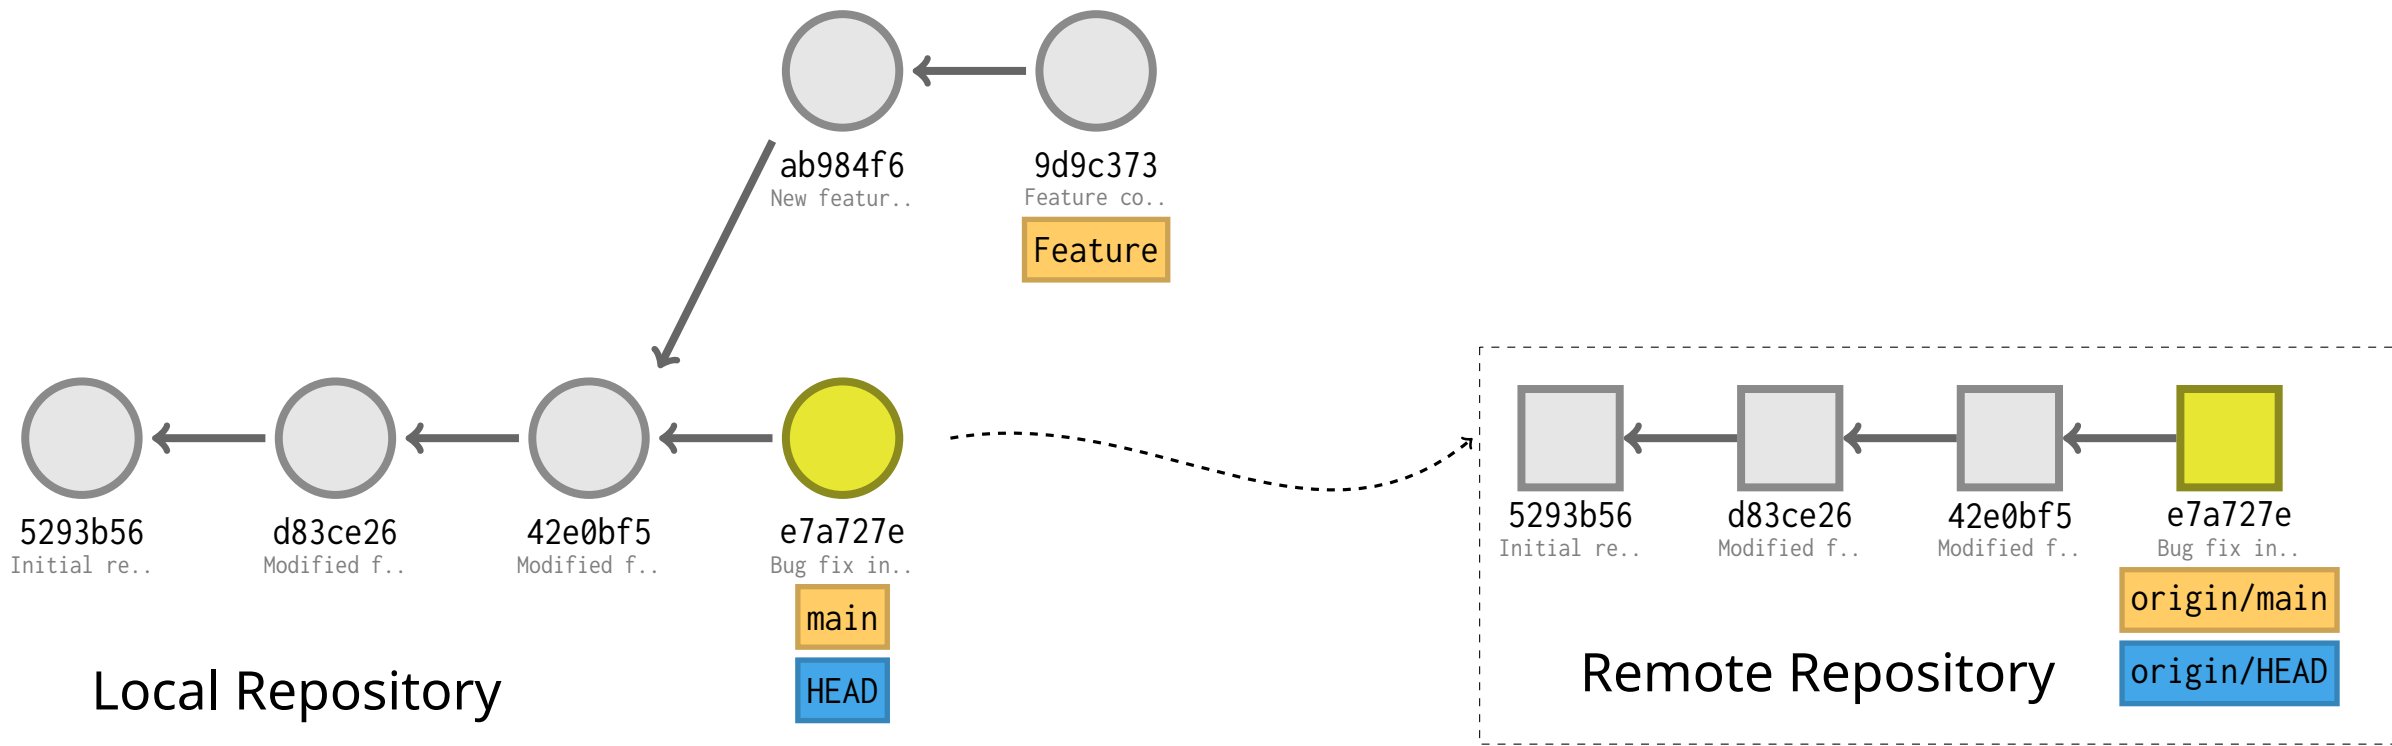 ab984f6
New featur..
9d9c373
Feature co..
Feature
5293b56
Initial re..
d83ce26
Modified f..
42e0bf5
Modified f..
e7a727e
Bug fix in..
main
HEAD
Local Repository
5293b56
Initial re..
d83ce26
Modified f..
42e0bf5
Modified f..
e7a727e
Bug fix in..
origin/main
origin/HEAD
Remote Repository